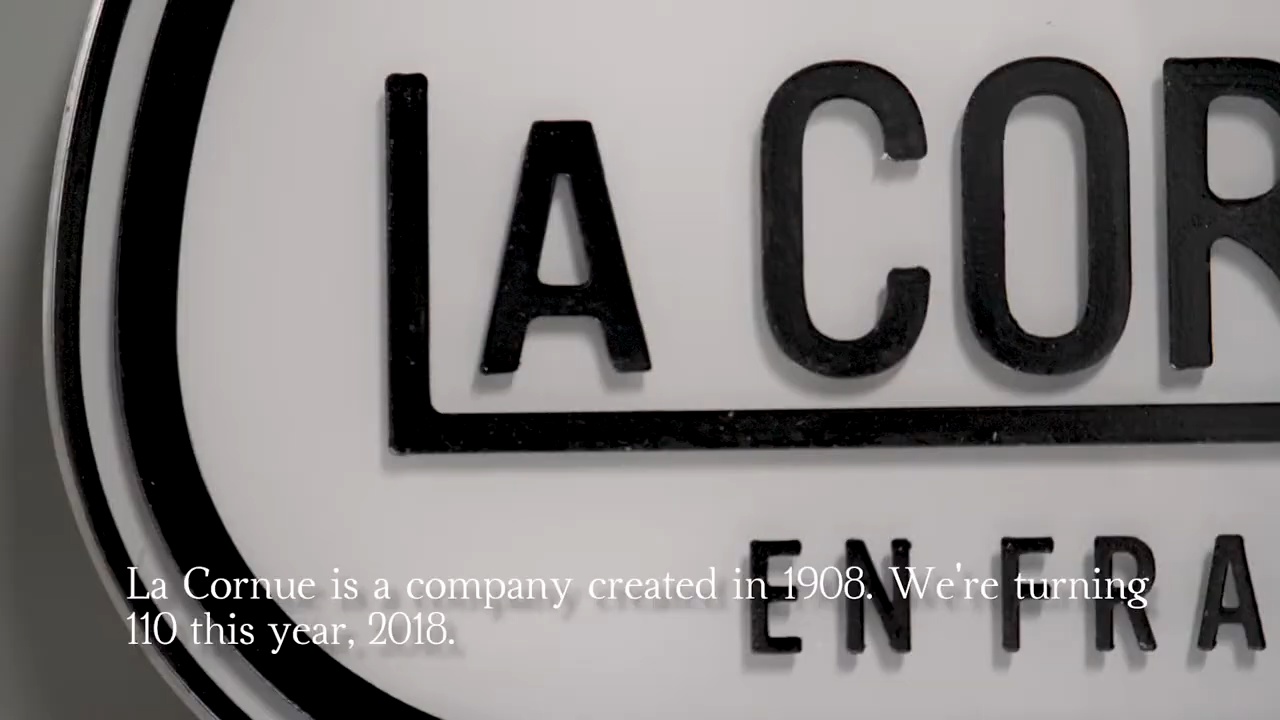 LA COR
EN FRA
La Cornue is a company created in 1908. We're turning
110 this year, 2018.